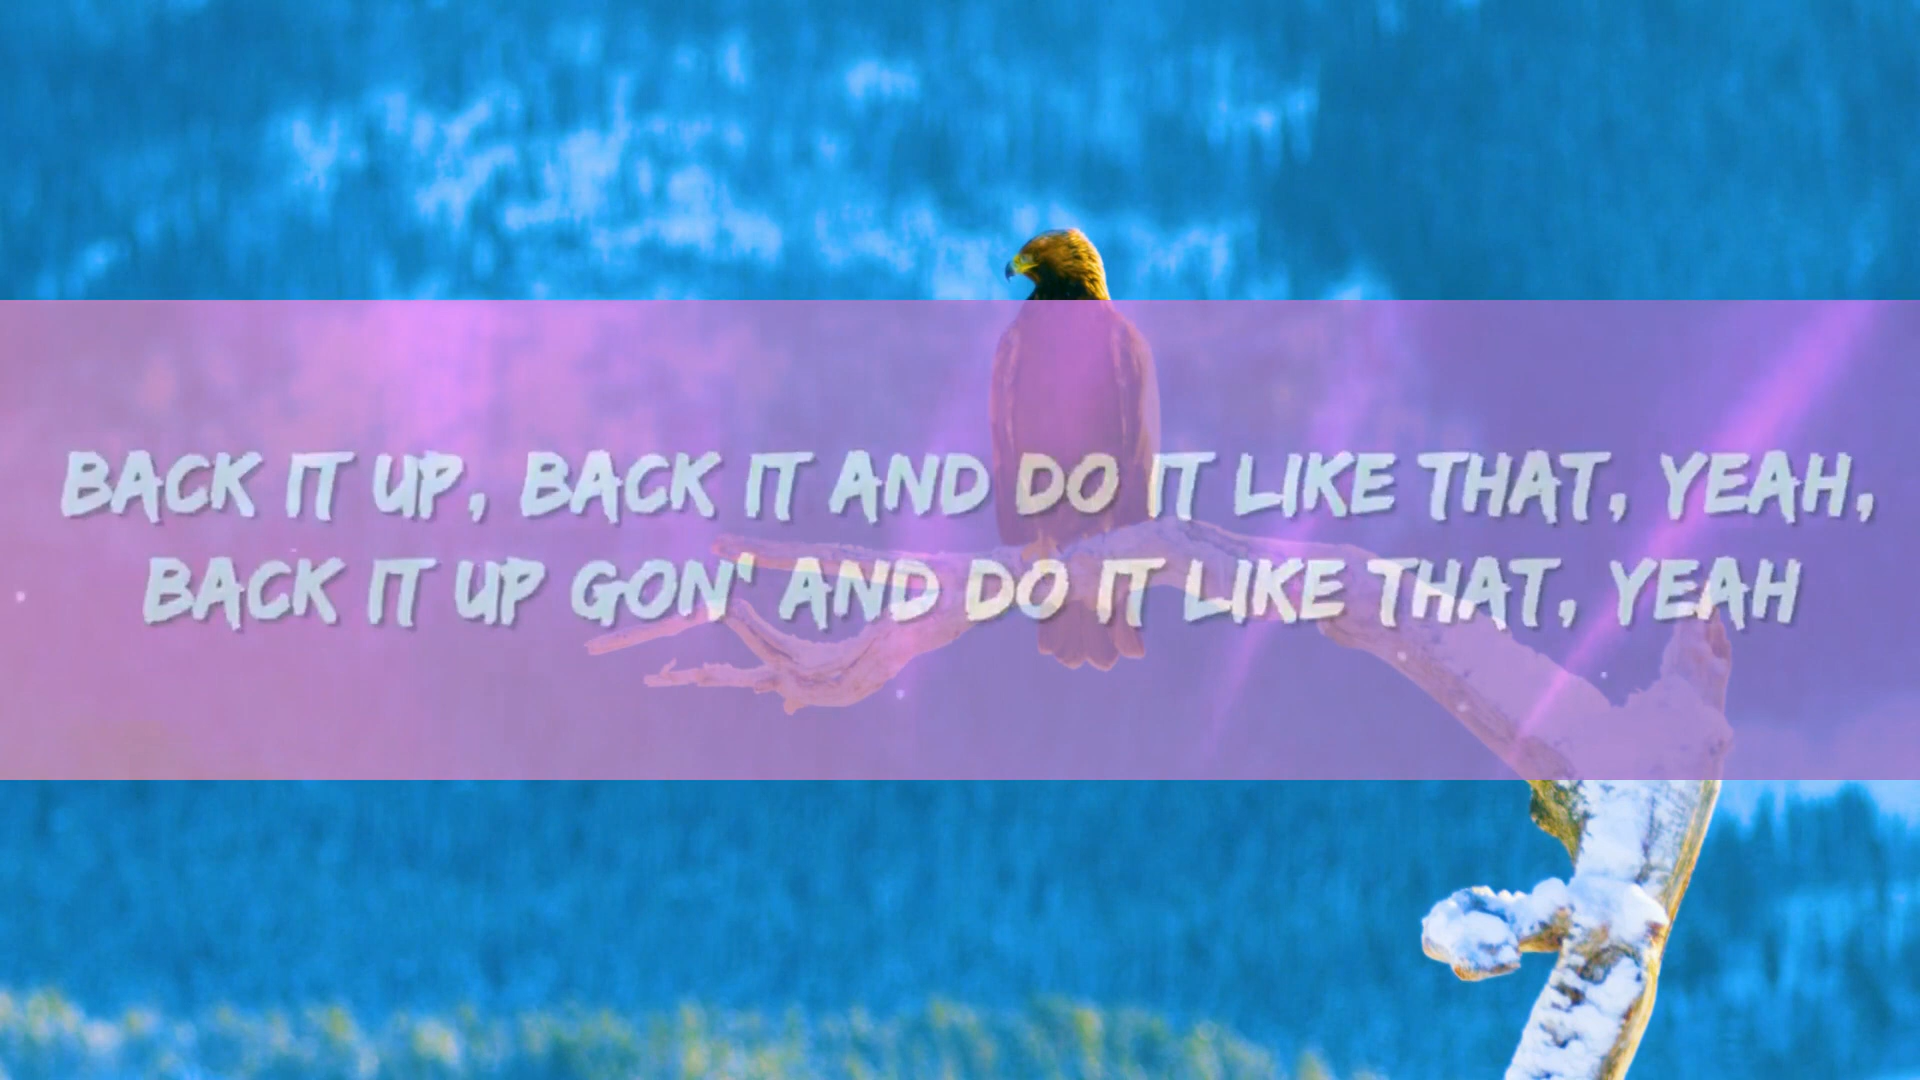 BACK IT UP, BACK IT AND DO IT LIKE THAT, YEAH,
BACK IT UP GON' AND DO IT LIKE THAT, YEAH